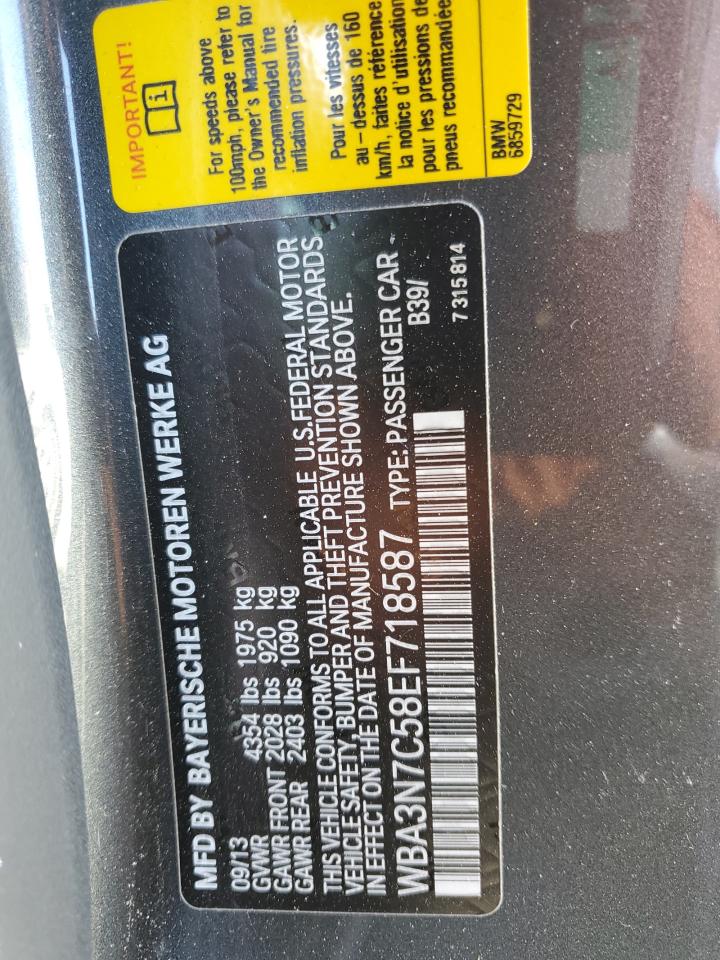 MFD BY BAYERISCHE MOTOREN WERKE AG
09/13
GVWR 4354 lbs 1975 kg
GAWR FRONT 2028 lbs 920 kg
GAWR REAR 2403 lbs 1090 kg
THIS VEHICLE CONFORMS TO ALL APPLICABLE U.S.FEDERAL MOTOR
VEHICLE SAFETY, BUMPER AND THEFT PREVENTION STANDARDS
IN EFFECT ON THE DATE OF MANUFACTURE SHOWN ABOVE.
WBA3N7C58EF718587 TYPE: PASSENGER CAR -
B39/
7 315 814
IMPORTANT!
For speeds above
100mph, please refer to
the Owner's Manual for
recommended tire
inflation pressures.
Pour les vitesses
au - dessus de 160
km/h, faites référence
la notice d'utilisation
pour les pressions de
pneus recommandée
BMW
6859729